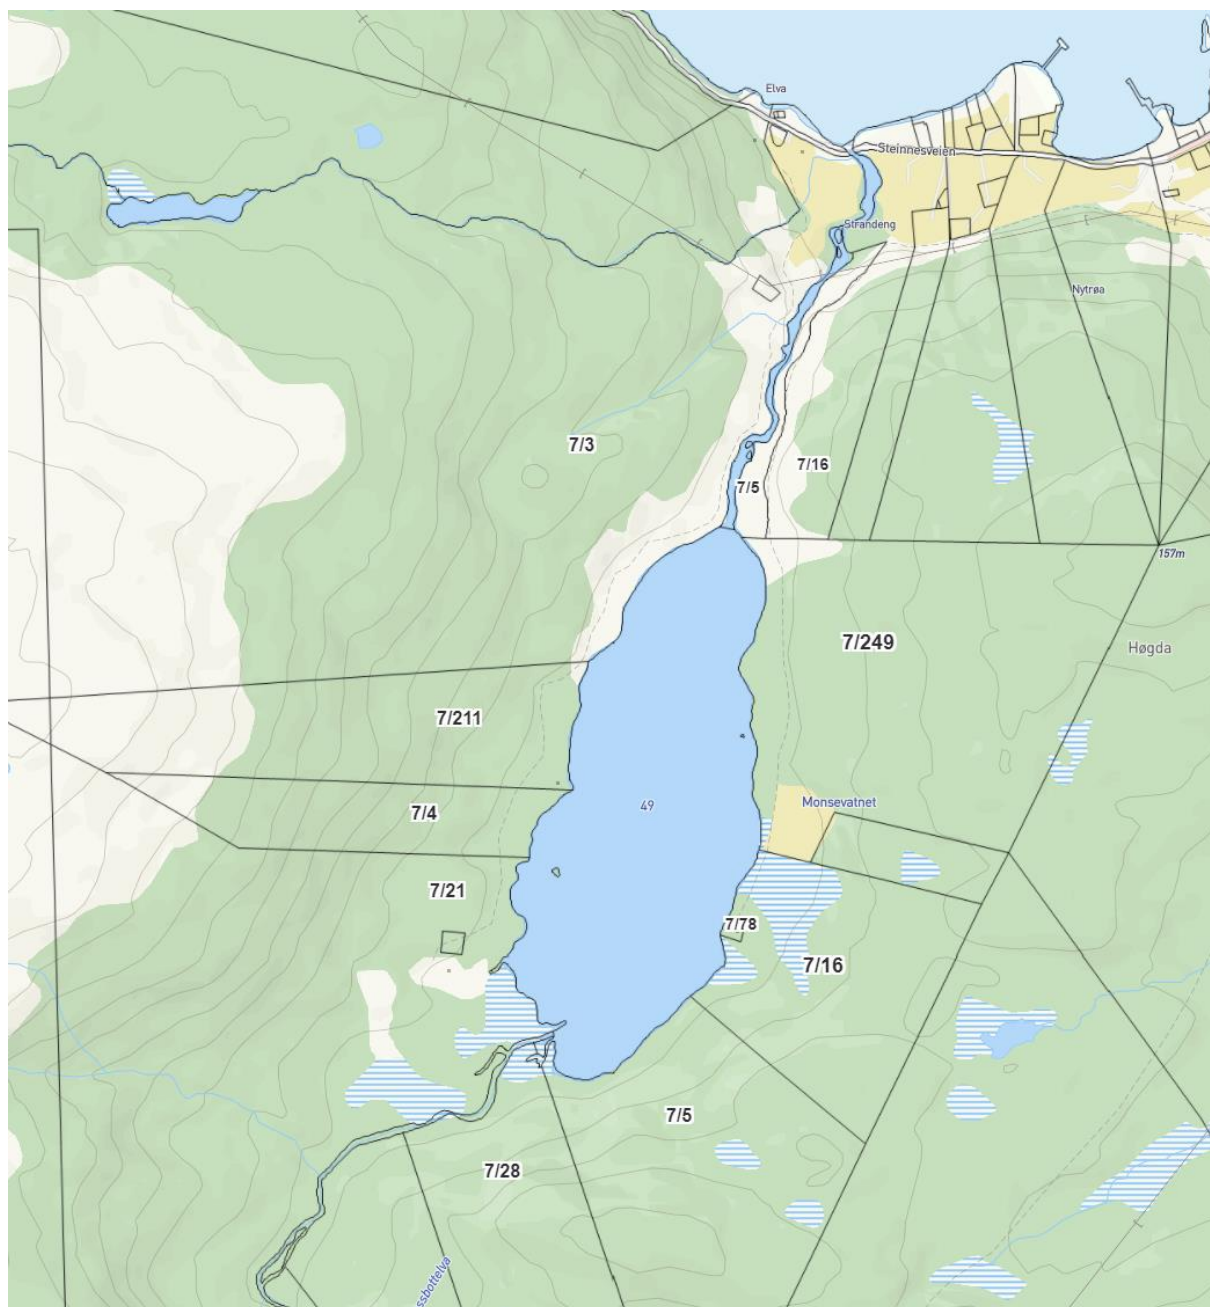 Elva
Steinnesveien
Strandeng
Nytrøa
7/3
7/16
7/5
157m
7/249
Høgda
7/211
49
Monsevatnet
7/4
7/21
7/78
7/16
7/5
7/28
ssbottelva